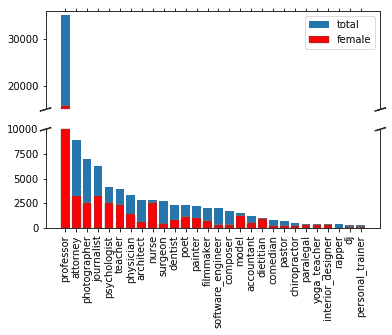 total
female
30000
20000
10000
7500
5000
2500
0
professor
attorney
photographer
journalist
psychologist
teacher
physician
architect
nurse
surgeon
dentist
poet
painter
filmmaker
software_engineer
composer
model
accountant
dietitian
comedian
pastor
chiropractor
paralegal
yoga_teacher
interior_designer
rapper
dj
personal_trainer